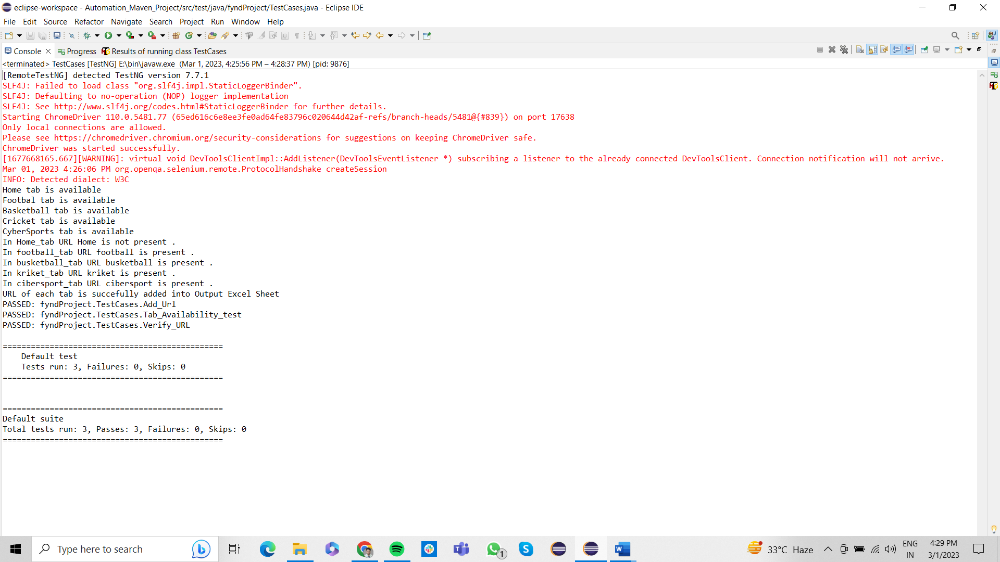 eclipse-workspace - Automation_Maven_Project/src/test/java/fyndProject/TestCases.java - Eclipse IDE
File Edit Source Refactor Navigate Search Project Run Window Help
Console Progress Results of running class TestCases
<terminated> TestCases [TestNG] E:\bin\javaw.exe (Mar 1, 2023, 4:25:56 PM – 4:28:37 PM) [pid: 9876]
[RemoteTestNG] detected TestNG version 7.7.1
SLF4J: Failed to load class "org.slf4j.impl.StaticLoggerBinder".
SLF4J: Defaulting to no-operation (NOP) logger implementation
SLF4J: See http://www.slf4j.org/codes.html#StaticLoggerBinder for further details.
Starting ChromeDriver 110.0.5481.77 (65ed616c6e8ee3fe0ad64fe83796c020644d42af-refs/branch-heads/5481@{#839}) on port 17638
Only local connections are allowed.
Please see https://chromedriver.chromium.org/security-considerations for suggestions on keeping ChromeDriver safe.
ChromeDriver was started successfully.
[1677668165.667][WARNING]: virtual void DevToolsClientImpl::AddListener(DevToolsEventListener *) subscribing a listener to the already connected DevToolsClient. Connection notification will not arrive.
Mar 01, 2023 4:26:06 PM org.openqa.selenium.remote.ProtocolHandshake createSession
INFO: Detected dialect: W3C
Home tab is available
Footbal tab is available
Basketball tab is available
Cricket tab is available
CyberSports tab is available
In Home_tab URL Home is not present .
In football_tab URL football is present .
In busketball_tab URL busketball is present .
In kriket_tab URL kriket is present .
In cibersport_tab URL cibersport is present .
URL of each tab is succefully added into Output Excel Sheet
PASSED: fyndProject.TestCases.Add_Url
PASSED: fyndProject.TestCases.Tab_Availability_test
PASSED: fyndProject.TestCases.Verify_URL
===============================================
Default test
Tests run: 3, Failures: 0, Skips: 0
===============================================
===============================================
Default suite
Total tests run: 3, Passes: 3, Failures: 0, Skips: 0
===============================================
Type here to search
1
33°C Haze
ENG
IN
4:29 PM
3/1/2023